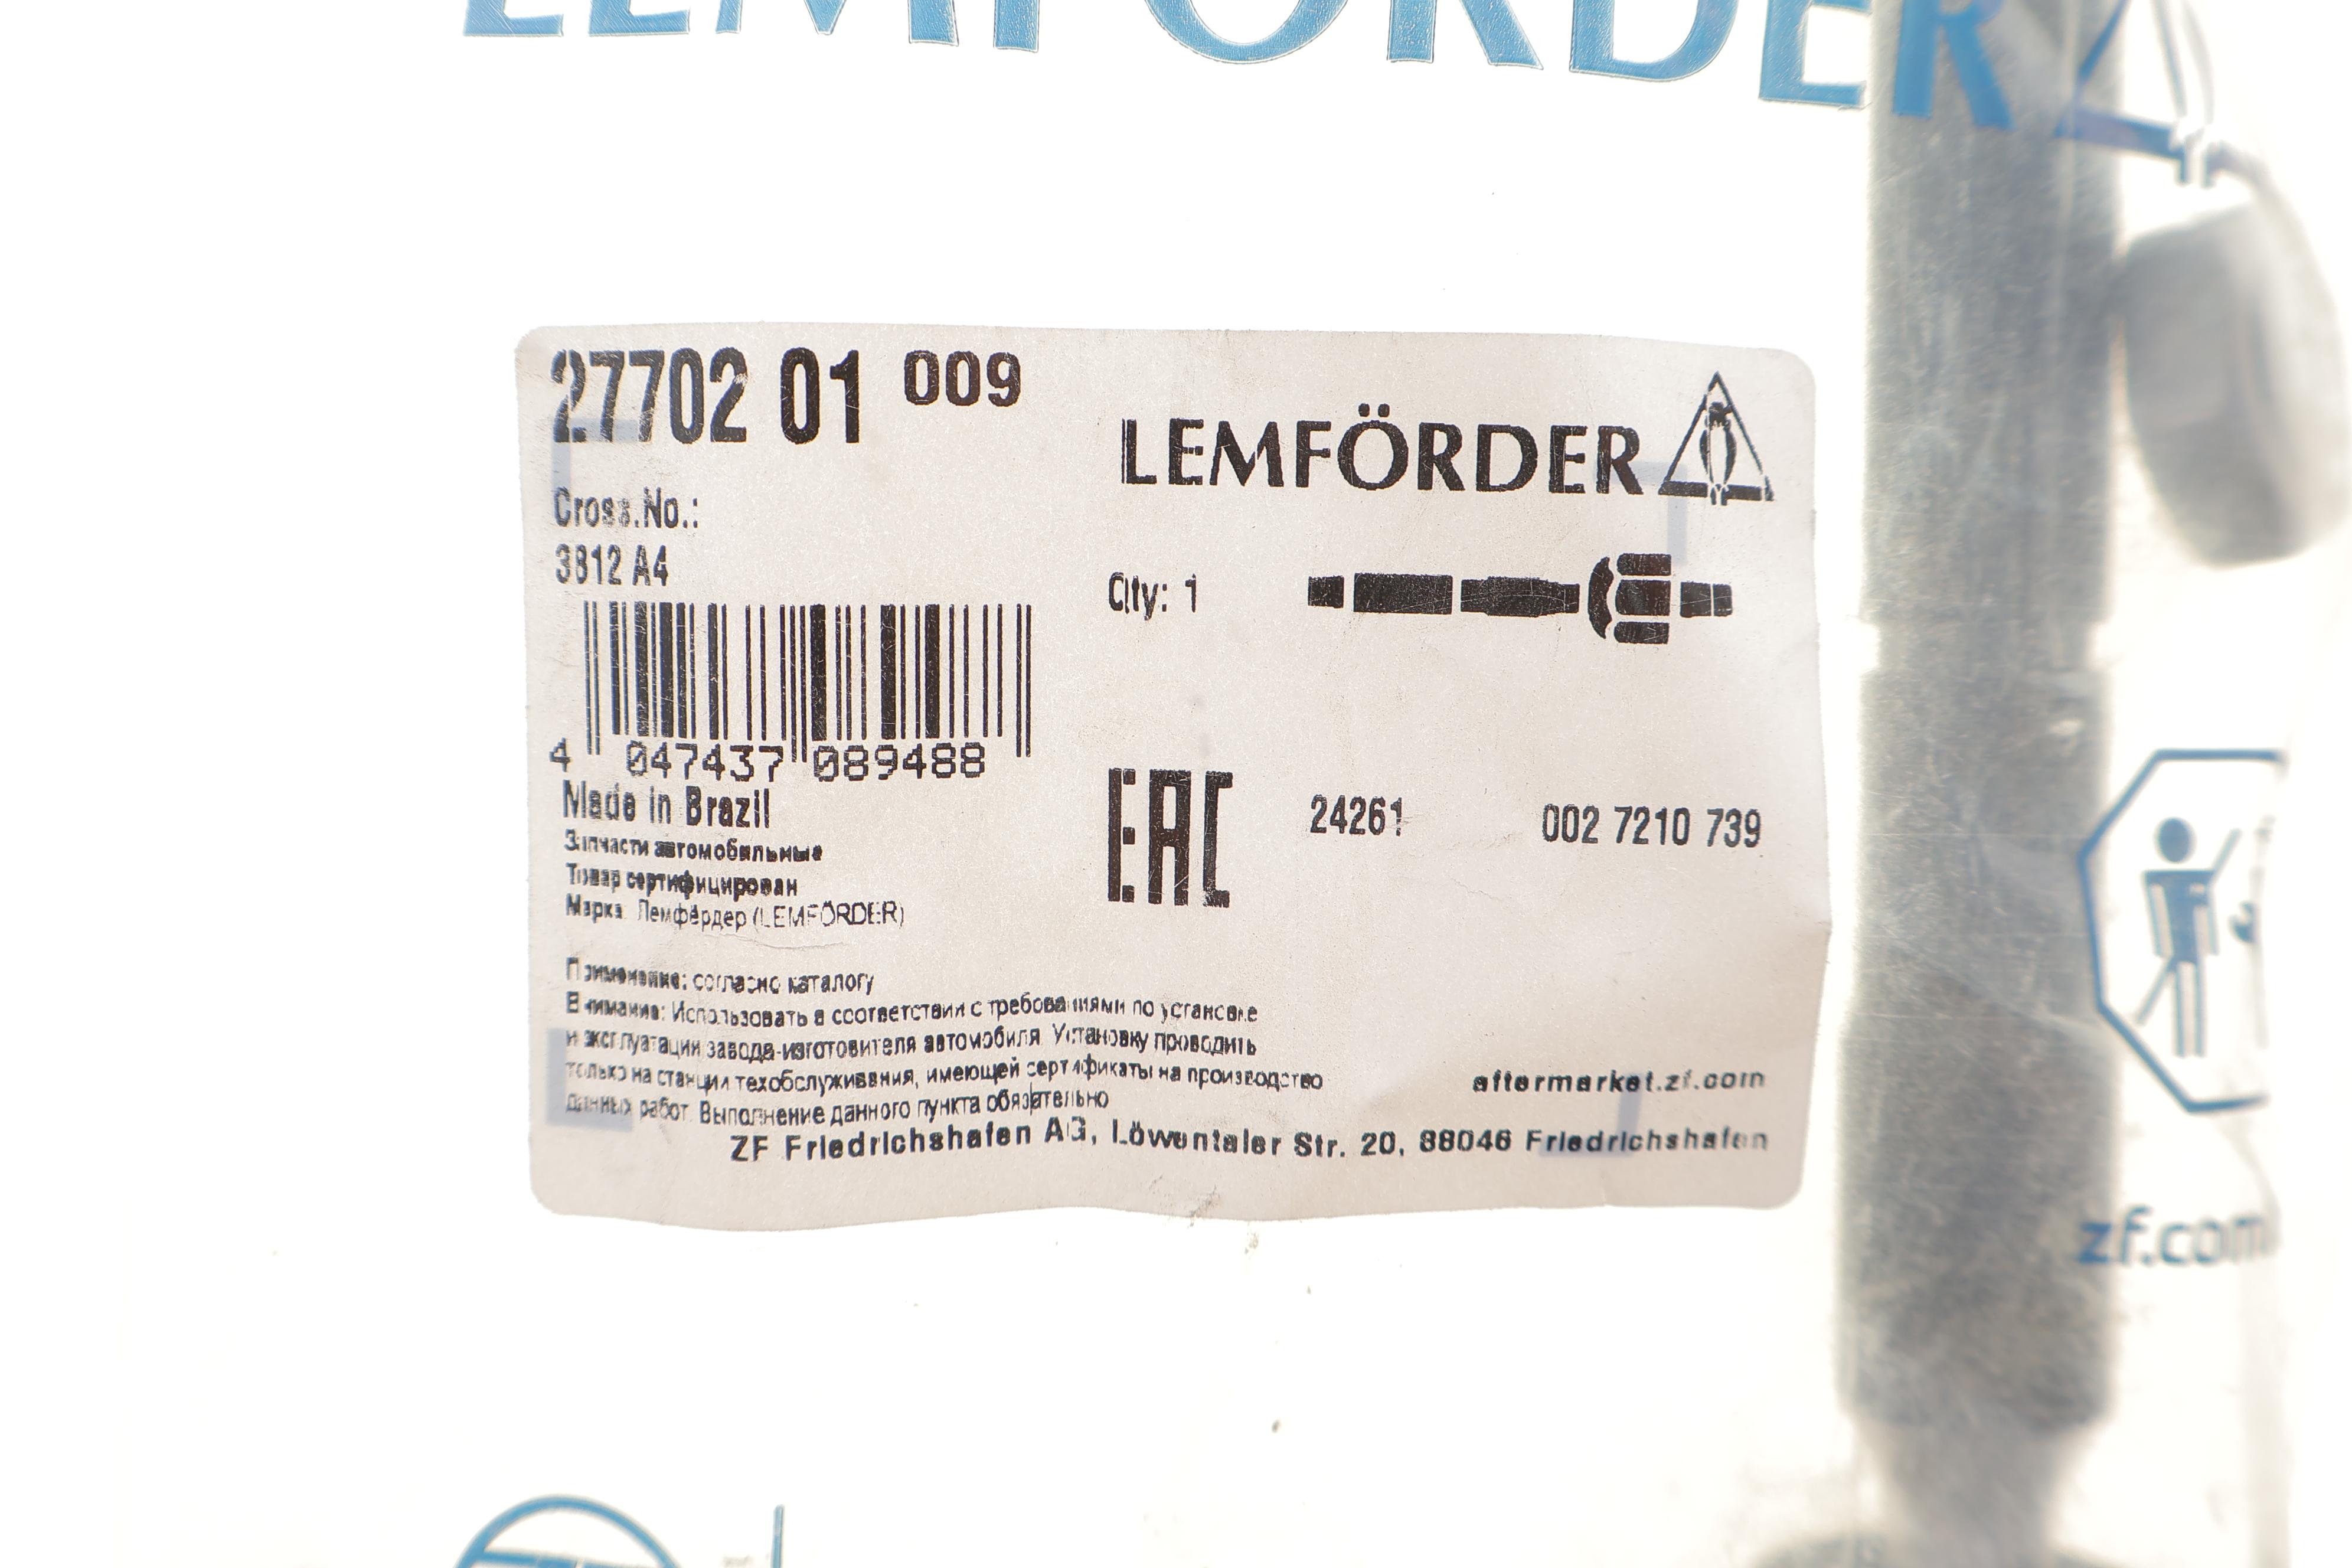 LEMFÖRDER
27702 01 009
LEMFÖRDER
Cross.No.:
3812 A4
Qty: 1
4 047437 089488
Made in Brazil
EAC
24261 002 7210 739
Запчасти автомобильные
Товар сертифицирован
Марка: Лемфёрдер (LEMFÖRDER)
Применение: согласно каталогу
Внимание: Использовать в соответствии с требованиями по установке
и эксплуатации завода-изготовителя автомобиля. Установку проводить
только на станции техобслуживания, имеющей сертификаты на производство
данных работ. Выполнение данного пункта обязательно
aftermarket.zf.com
ZF Friedrichshafen AG, Löwentaler Str. 20, 88046 Friedrichshafen
zf.com